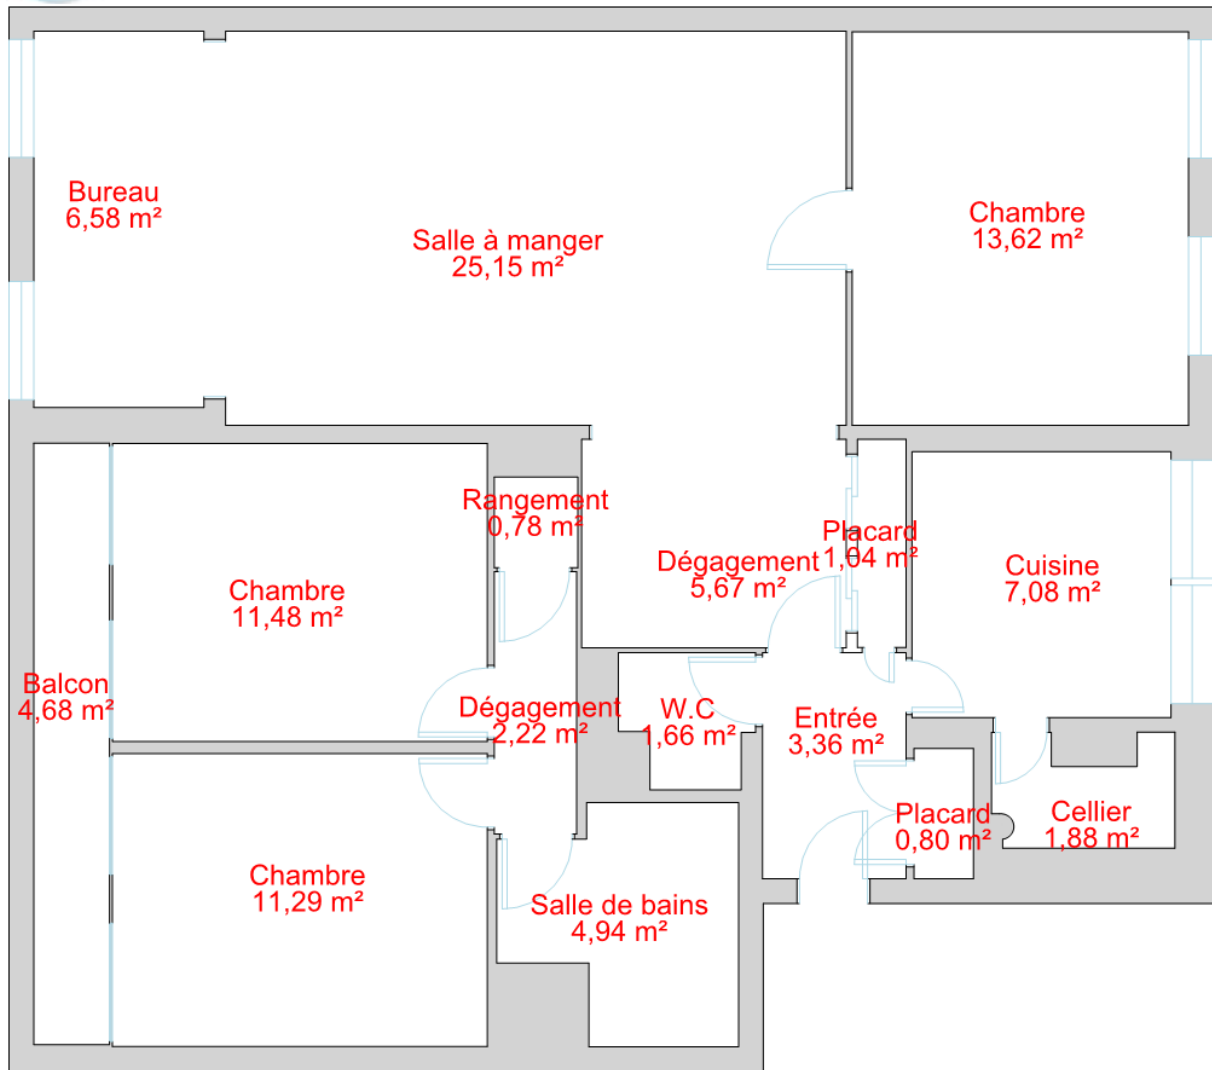 Bureau
6,58 m²
Salle à manger
25,15 m²
Chambre
13,62 m²
Rangement
0,78 m²
Placard
1,04 m²
Dégagement
5,67 m²
Cuisine
7,08 m²
Chambre
11,48 m²
Balcon
4,68 m²
Dégagement
2,22 m²
W.C
1,66 m²
Entrée
3,36 m²
Placard
0,80 m²
Cellier
1,88 m²
Chambre
11,29 m²
Salle de bains
4,94 m²